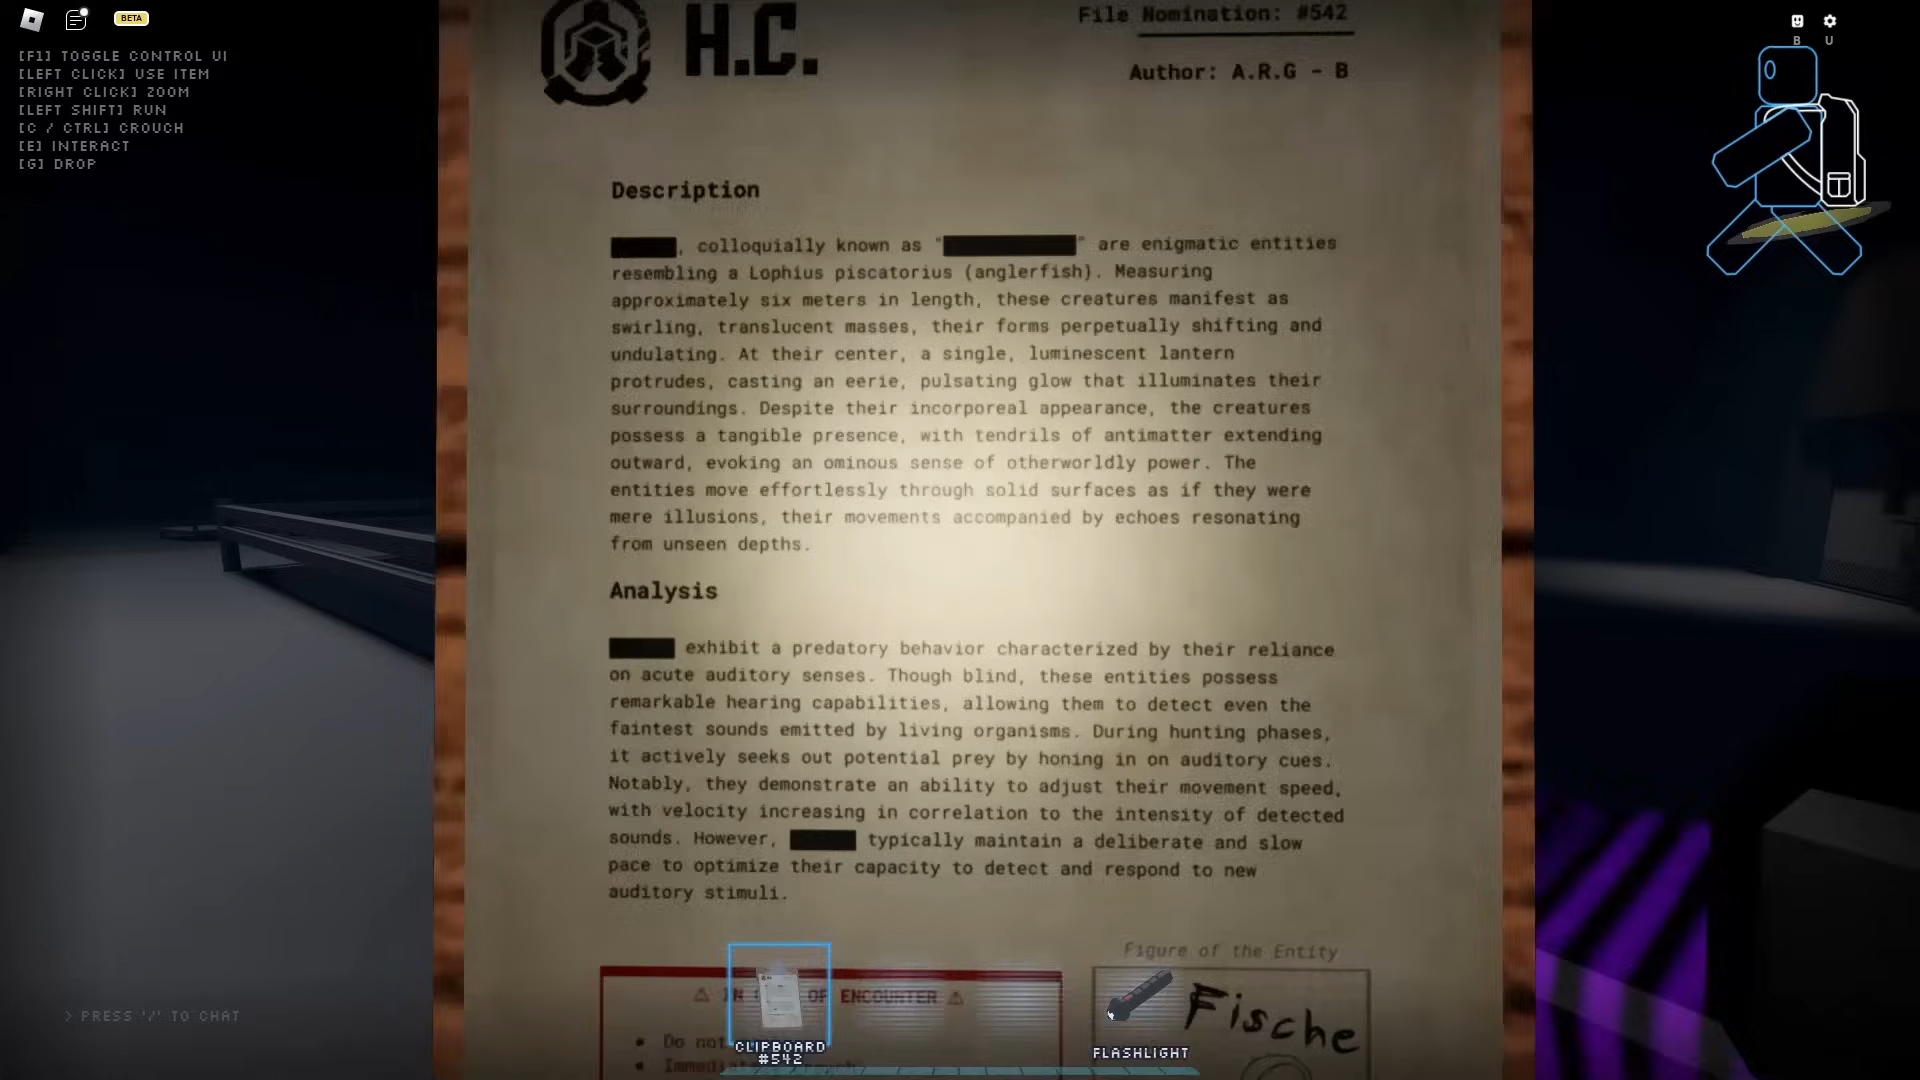 BETA
[F1] TOGGLE CONTROL UI
[LEFT CLICK] USE ITEM
[RIGHT CLICK] ZOOM
[LEFT SHIFT] RUN
[C / CTRL] CROUCH
[E] INTERACT
[G] DROP
B U
H.C.
File Nomination: #542
Author: A.R.G - B
Description
, colloquially known as " " are enigmatic entities
resembling a Lophius piscatorius (anglerfish). Measuring
approximately six meters in length, these creatures manifest as
swirling, translucent masses, their forms perpetually shifting and
undulating. At their center, a single, luminescent lantern
protrudes, casting an eerie, pulsating glow that illuminates their
surroundings. Despite their incorporeal appearance, the creatures
possess a tangible presence, with tendrils of antimatter extending
outward, evoking an ominous sense of otherworldly power. The
entities move effortlessly through solid surfaces as if they were
mere illusions, their movements accompanied by echoes resonating
from unseen depths.
Analysis
exhibit a predatory behavior characterized by their reliance
on acute auditory senses. Though blind, these entities possess
remarkable hearing capabilities, allowing them to detect even the
faintest sounds emitted by living organisms. During hunting phases,
it actively seeks out potential prey by honing in on auditory cues.
Notably, they demonstrate an ability to adjust their movement speed,
with velocity increasing in correlation to the intensity of detected
sounds. However, typically maintain a deliberate and slow
pace to optimize their capacity to detect and respond to new
auditory stimuli.
Figure of the Entity
⚠ IN OF ENCOUNTER ⚠
Fische
• Do not
CLIPBOARD
#542
FLASHLIGHT
> PRESS '/' TO CHAT